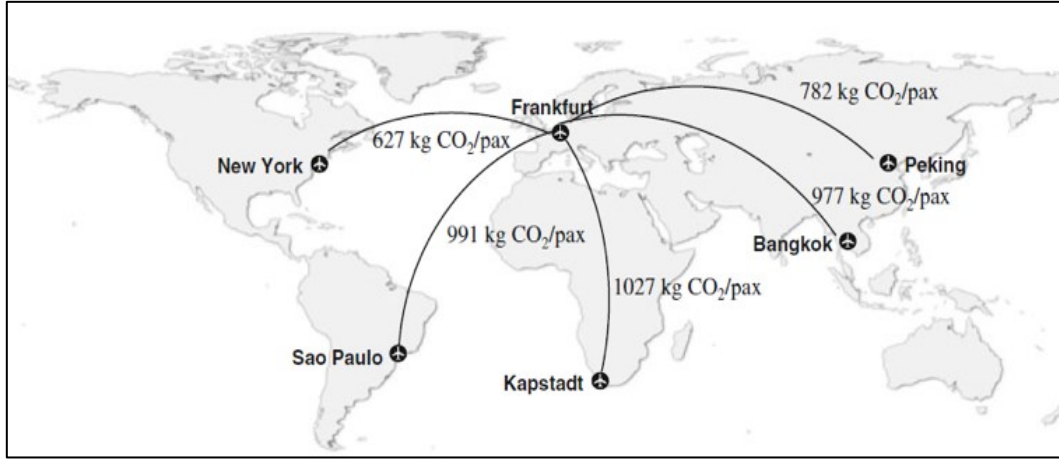 Frankfurt
782 kg CO₂/pax
627 kg CO₂/pax
New York
Peking
977 kg CO₂/pax
991 kg CO₂/pax
Bangkok
1027 kg CO₂/pax
Sao Paulo
Kapstadt